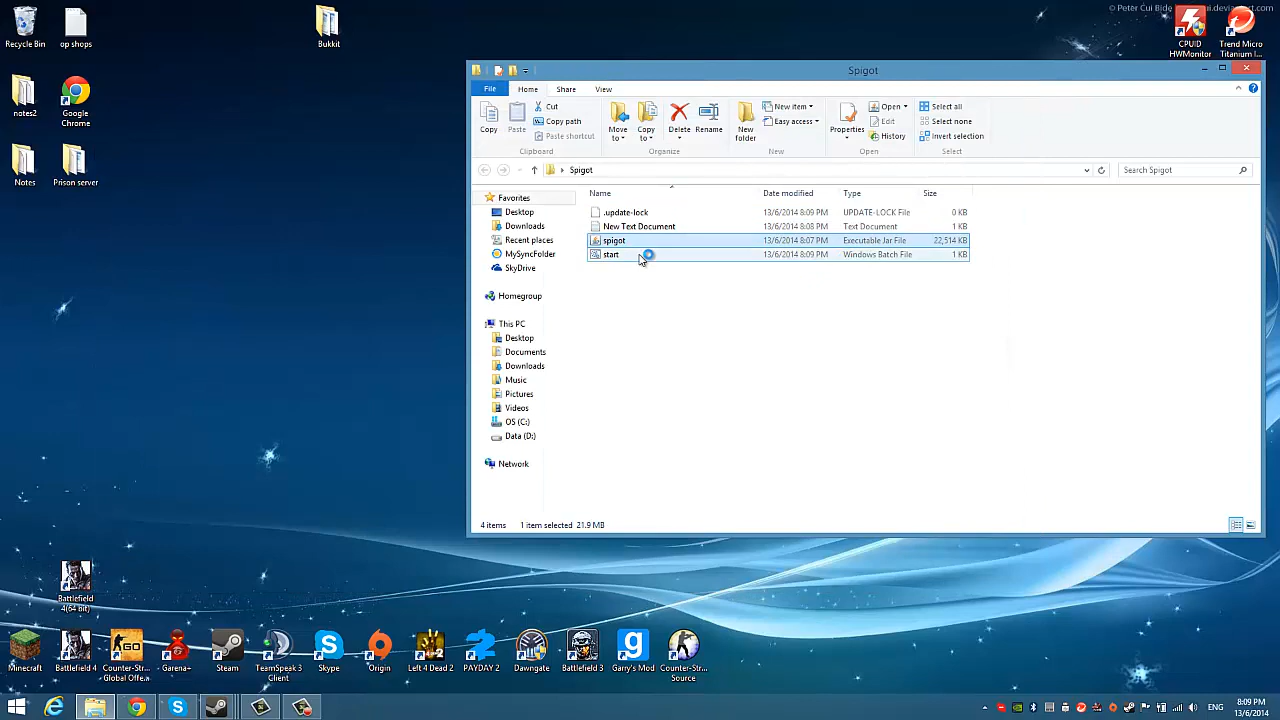 © Peter Cui Bide
Recycle Bin
op shops
Bukkit
CPUID HWMonitor
Trend Micro Titanium I...
notes2
Google Chrome
Notes
Prison server
Spigot
File
Home
Share
View
Copy
Paste
Cut
Copy path
Paste shortcut
Clipboard
Move to
Copy to
Delete
Rename
Organize
New folder
New item
Easy access
New
Properties
Open
Edit
History
Open
Select all
Select none
Invert selection
Select
Spigot
Search Spigot
Favorites
Desktop
Downloads
Recent places
MySyncFolder
SkyDrive
Homegroup
This PC
Desktop
Documents
Downloads
Music
Pictures
Videos
OS (C:)
Data (D:)
Network
Name
Date modified
Type
Size
.update-lock 13/6/2014 8:09 PM UPDATE-LOCK File 0 KB
New Text Document 13/6/2014 8:08 PM Text Document 1 KB
spigot 13/6/2014 8:07 PM Executable Jar File 22,514 KB
start 13/6/2014 8:09 PM Windows Batch File 1 KB
4 items 1 item selected 21.9 MB
Battlefield 4(64 bit)
Minecraft
Battlefield 4
Counter-Str... Global Offe...
Garena+
Steam
TeamSpeak 3 Client
Skype
Origin
Left 4 Dead 2
PAYDAY 2
Dawngate
Battlefield 3
Garry's Mod
Counter-Str... Source
ENG
8:09 PM
13/6/2014